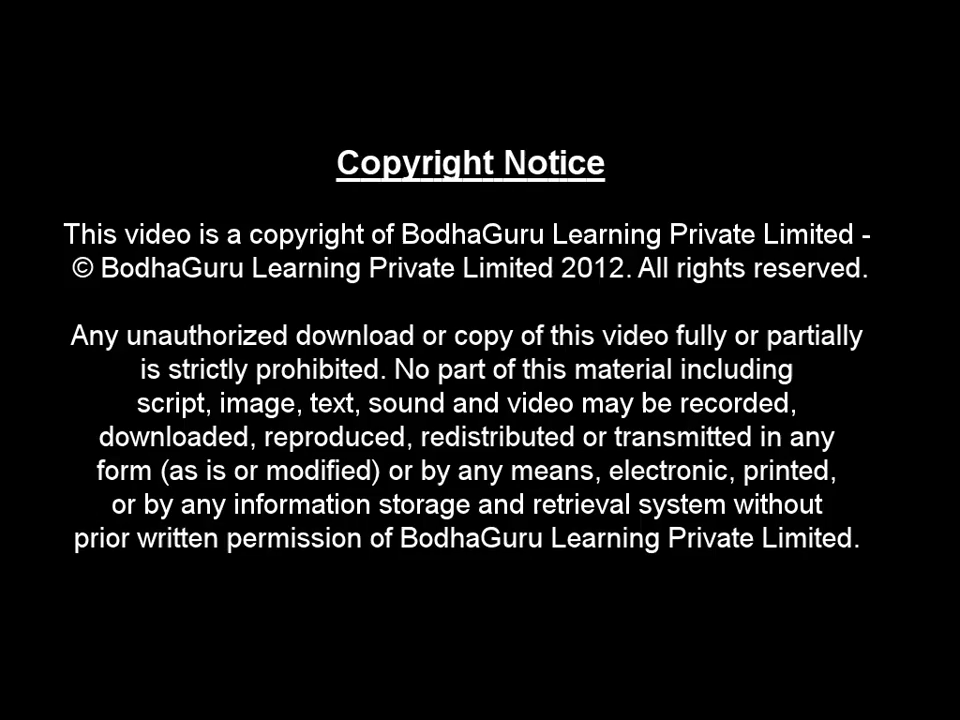 Copyright Notice
This video is a copyright of BodhaGuru Learning Private Limited -
© BodhaGuru Learning Private Limited 2012. All rights reserved.
Any unauthorized download or copy of this video fully or partially
is strictly prohibited. No part of this material including
script, image, text, sound and video may be recorded,
downloaded, reproduced, redistributed or transmitted in any
form (as is or modified) or by any means, electronic, printed,
or by any information storage and retrieval system without
prior written permission of BodhaGuru Learning Private Limited.